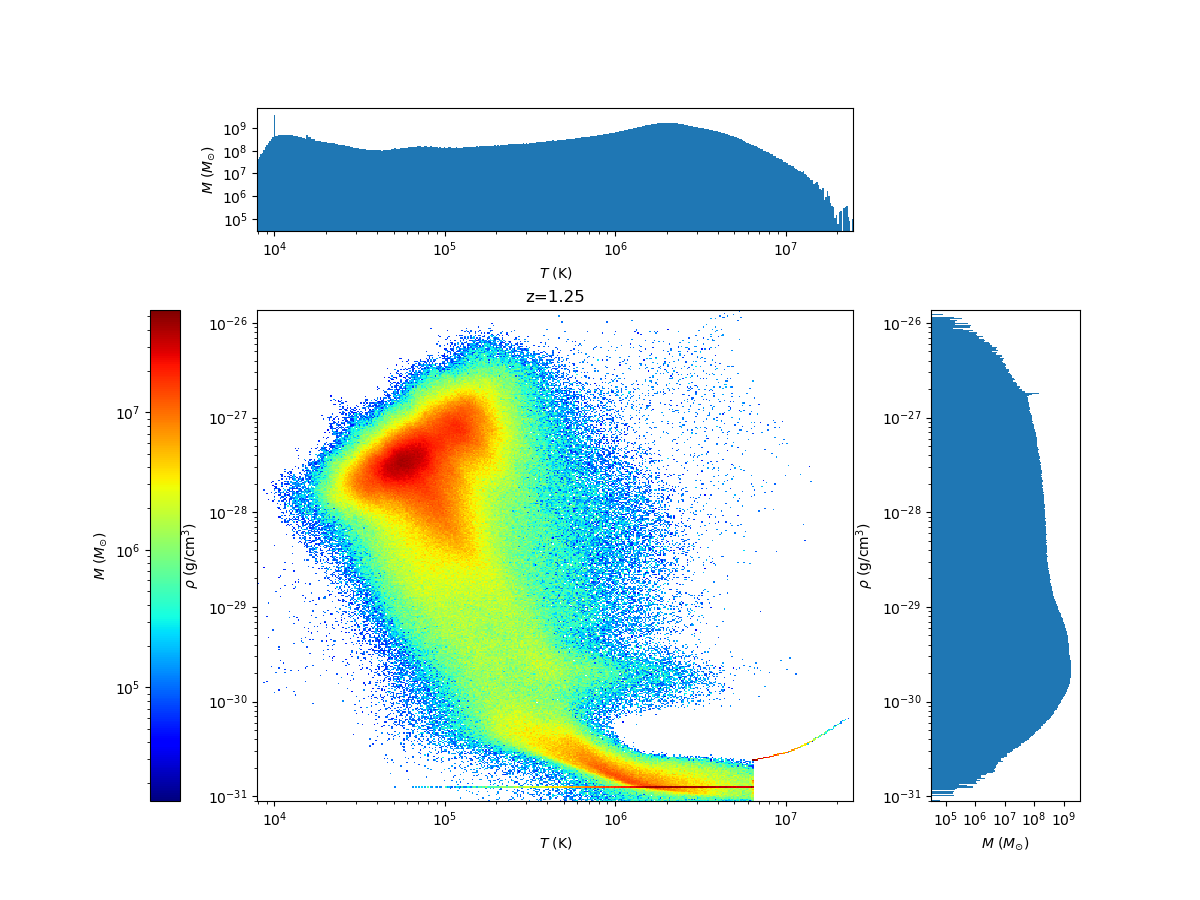 M (M⊙)
10⁹
10⁸
10⁷
10⁶
10⁵
10⁴ 10⁵ 10⁶ 10⁷
T (K)
z=1.25
M (M⊙)
10⁷
10⁶
10⁵
ρ (g/cm³)
10⁻²⁶
10⁻²⁷
10⁻²⁸
10⁻²⁹
10⁻³⁰
10⁻³¹
10⁴ 10⁵ 10⁶ 10⁷
T (K)
ρ (g/cm³)
10⁻²⁶
10⁻²⁷
10⁻²⁸
10⁻²⁹
10⁻³⁰
10⁻³¹
10⁵ 10⁶ 10⁷ 10⁸ 10⁹
M (M⊙)